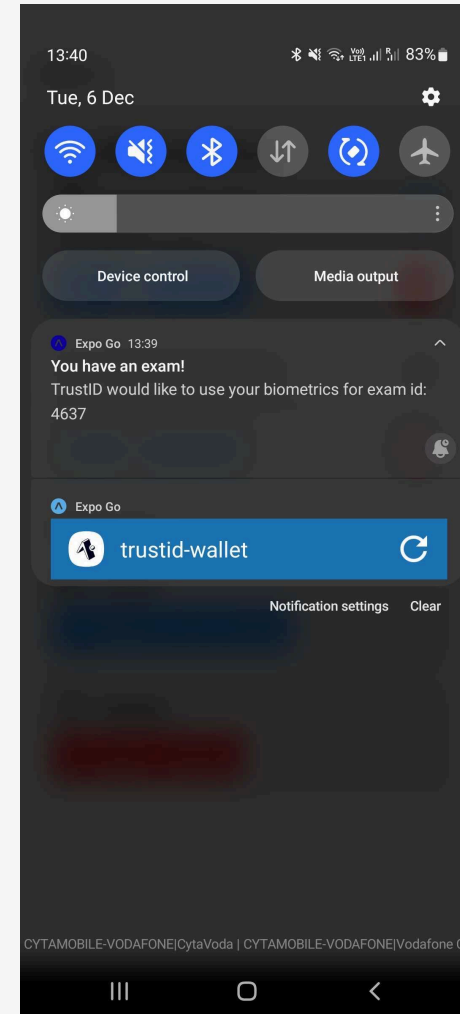 13:40
Vo)) LTE1 R 83%
Tue, 6 Dec
Device control
Media output
Expo Go 13:39
You have an exam!
TrustID would like to use your biometrics for exam id:
4637
Expo Go
trustid-wallet
Notification settings Clear
CYTAMOBILE-VODAFONE|CytaVoda | CYTAMOBILE-VODAFONE|Vodafone